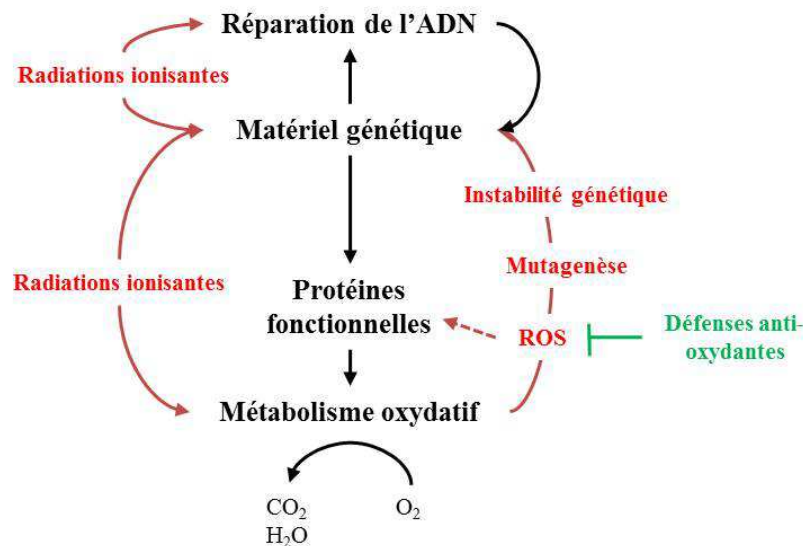 Réparation de l’ADN
Radiations ionisantes
Matériel génétique
Instabilité génétique
Radiations ionisantes
Mutagenèse
Protéines
fonctionnelles
ROS
Défenses anti-
oxydantes
Métabolisme oxydatif
CO₂
O₂
H₂O